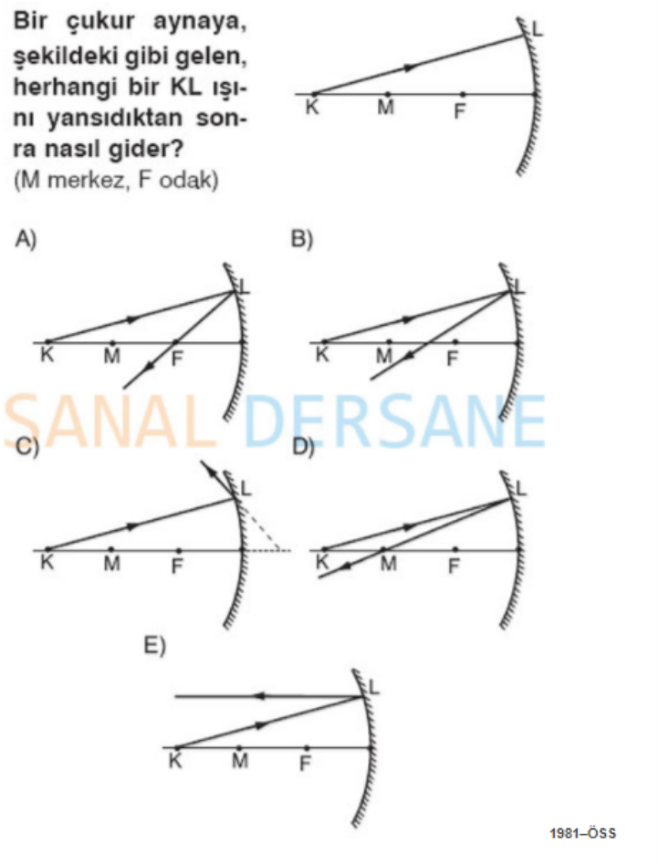 Bir çukur aynaya,
şekildeki gibi gelen,
herhangi bir KL ışı-
nı yansıdıktan son-
ra nasıl gider?
(M merkez, F odak)
L
K M F
A)
L
K M F
B)
L
K M F
SANAL DERSANE
C)
L
K M F
D)
L
K M F
E)
L
K M F
1981–ÖSS